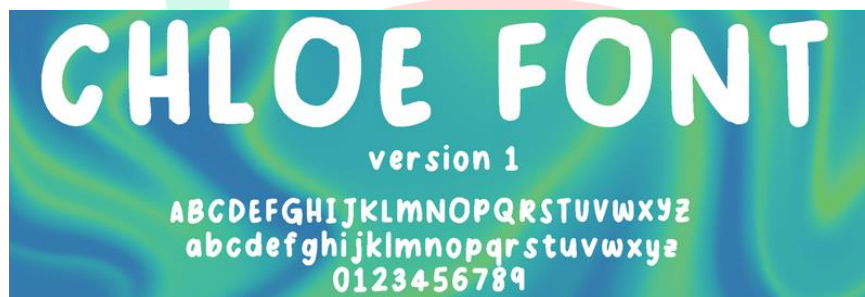 CHLOE FONT
version 1
ABCDEFGHIJKLmNOPQRSTUVWXYZ
abcdefghijklmnopqrstuvwxyz
0123456789